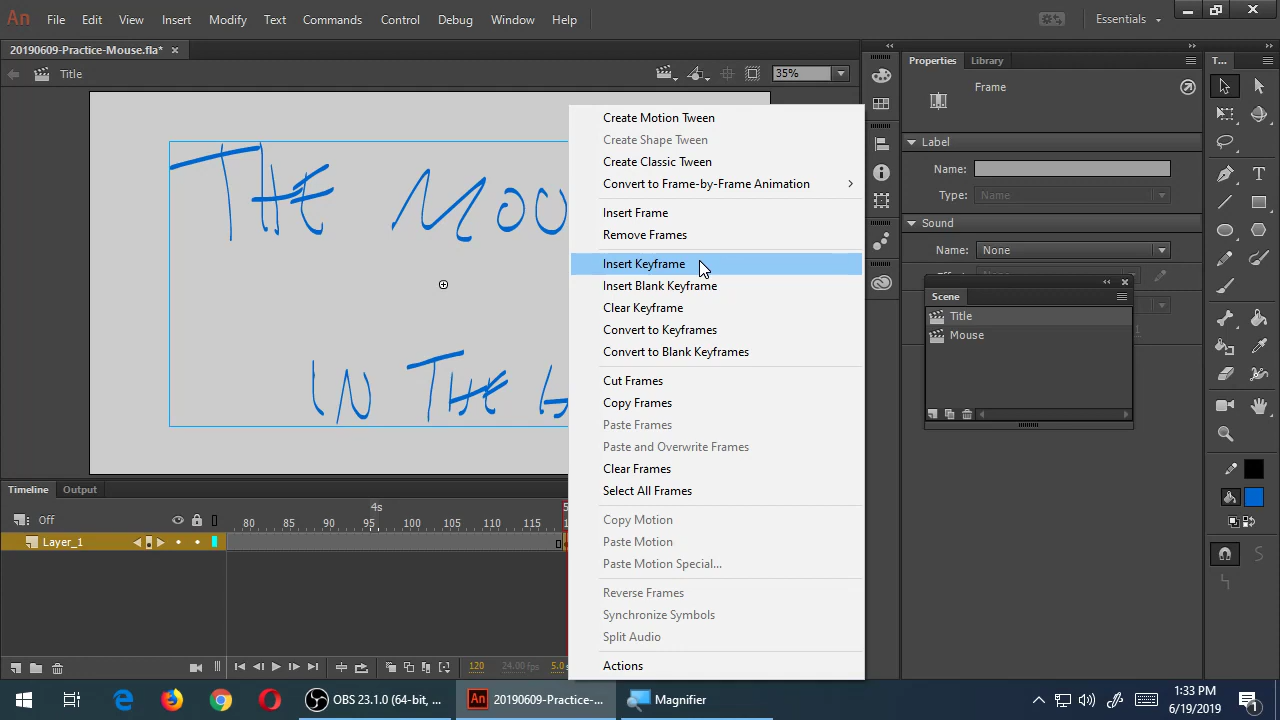 An File Edit View Insert Modify Text Commands Control Debug Window Help Essentials
20190609-Practice-Mouse.fla*
Title 35%
THE MOU
IN THE
Create Motion Tween
Create Shape Tween
Create Classic Tween
Convert to Frame-by-Frame Animation
Insert Frame
Remove Frames
Insert Keyframe
Insert Blank Keyframe
Clear Keyframe
Convert to Keyframes
Convert to Blank Keyframes
Cut Frames
Copy Frames
Paste Frames
Paste and Overwrite Frames
Clear Frames
Select All Frames
Copy Motion
Paste Motion
Paste Motion Special...
Reverse Frames
Synchronize Symbols
Split Audio
Actions
Properties Library
Frame
Label
Name:
Type: Name
Sound
Name: None
Scene
Title
Mouse
T...
Timeline Output
Off 4s
80 85 90 95 100 105 110 115
Layer_1
120 24.00 fps 5.0s
OBS 23.1.0 (64-bit, ... 20190609-Practice-... Magnifier
1:33 PM
6/19/2019
1